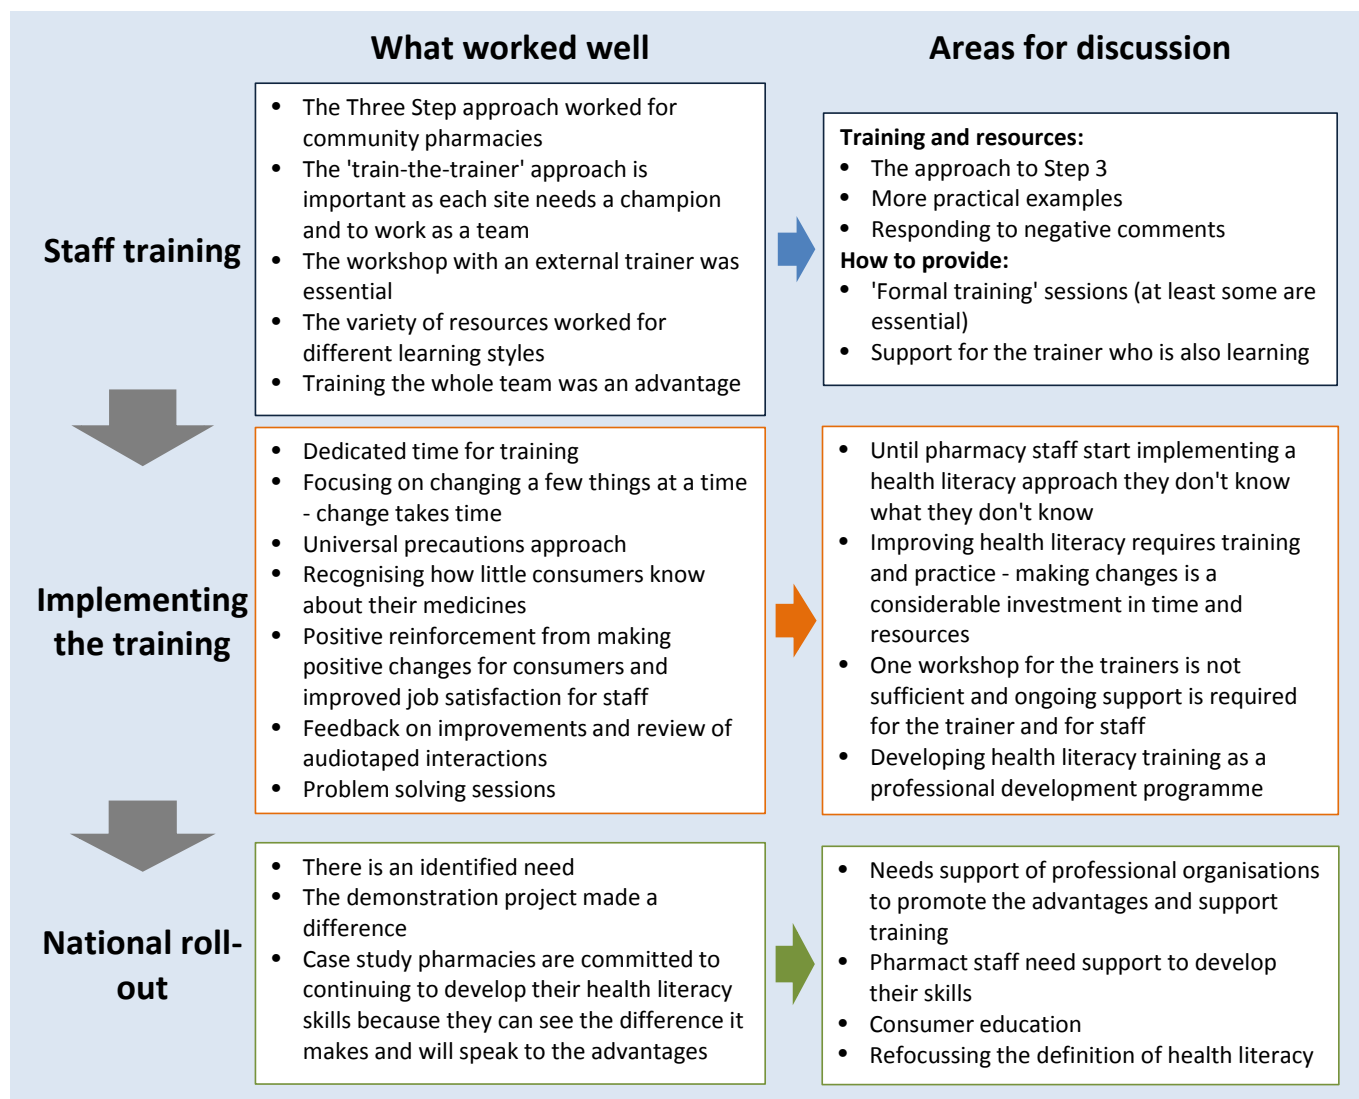 What worked well
Areas for discussion
Staff training
• The Three Step approach worked for
community pharmacies
• The 'train-the-trainer' approach is
important as each site needs a champion
and to work as a team
• The workshop with an external trainer was
essential
• The variety of resources worked for
different learning styles
• Training the whole team was an advantage
Training and resources:
• The approach to Step 3
• More practical examples
• Responding to negative comments
How to provide:
• 'Formal training' sessions (at least some are
essential)
• Support for the trainer who is also learning
Implementing
the training
• Dedicated time for training
• Focusing on changing a few things at a time
- change takes time
• Universal precautions approach
• Recognising how little consumers know
about their medicines
• Positive reinforcement from making
positive changes for consumers and
improved job satisfaction for staff
• Feedback on improvements and review of
audiotaped interactions
• Problem solving sessions
• Until pharmacy staff start implementing a
health literacy approach they don't know
what they don't know
• Improving health literacy requires training
and practice - making changes is a
considerable investment in time and
resources
• One workshop for the trainers is not
sufficient and ongoing support is required
for the trainer and for staff
• Developing health literacy training as a
professional development programme
National roll-
out
• There is an identified need
• The demonstration project made a
difference
• Case study pharmacies are committed to
continuing to develop their health literacy
skills because they can see the difference it
makes and will speak to the advantages
• Needs support of professional organisations
to promote the advantages and support
training
• Pharmact staff need support to develop
their skills
• Consumer education
• Refocussing the definition of health literacy